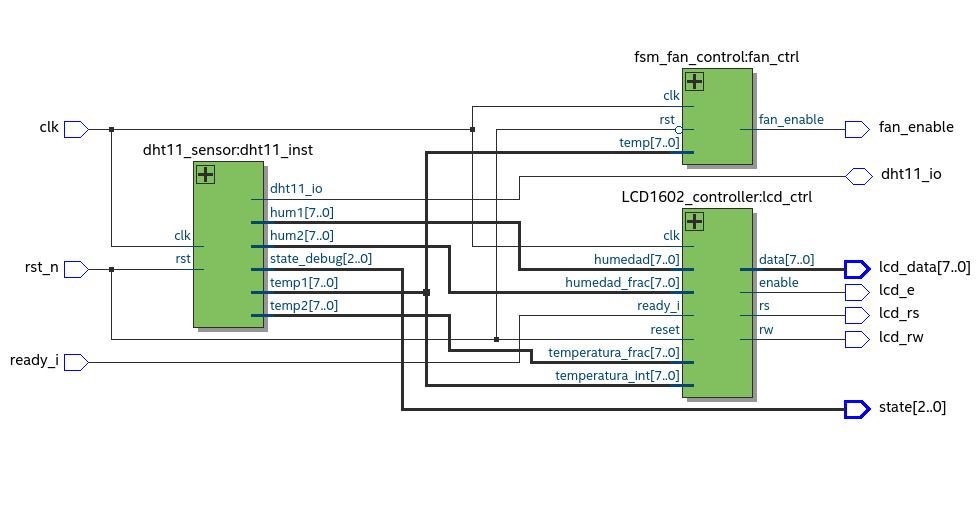 fsm_fan_control:fan_ctrl
clk
rst
temp[7..0]
fan_enable
clk
fan_enable
dht11_sensor:dht11_inst
dht11_io
hum1[7..0]
hum2[7..0]
state_debug[2..0]
temp1[7..0]
temp2[7..0]
clk
rst
dht11_io
LCD1602_controller:lcd_ctrl
clk
humedad[7..0]
humedad_frac[7..0]
ready_i
reset
temperatura_frac[7..0]
temperatura_int[7..0]
data[7..0]
enable
rs
rw
rst_n
ready_i
lcd_data[7..0]
lcd_e
lcd_rs
lcd_rw
state[2..0]